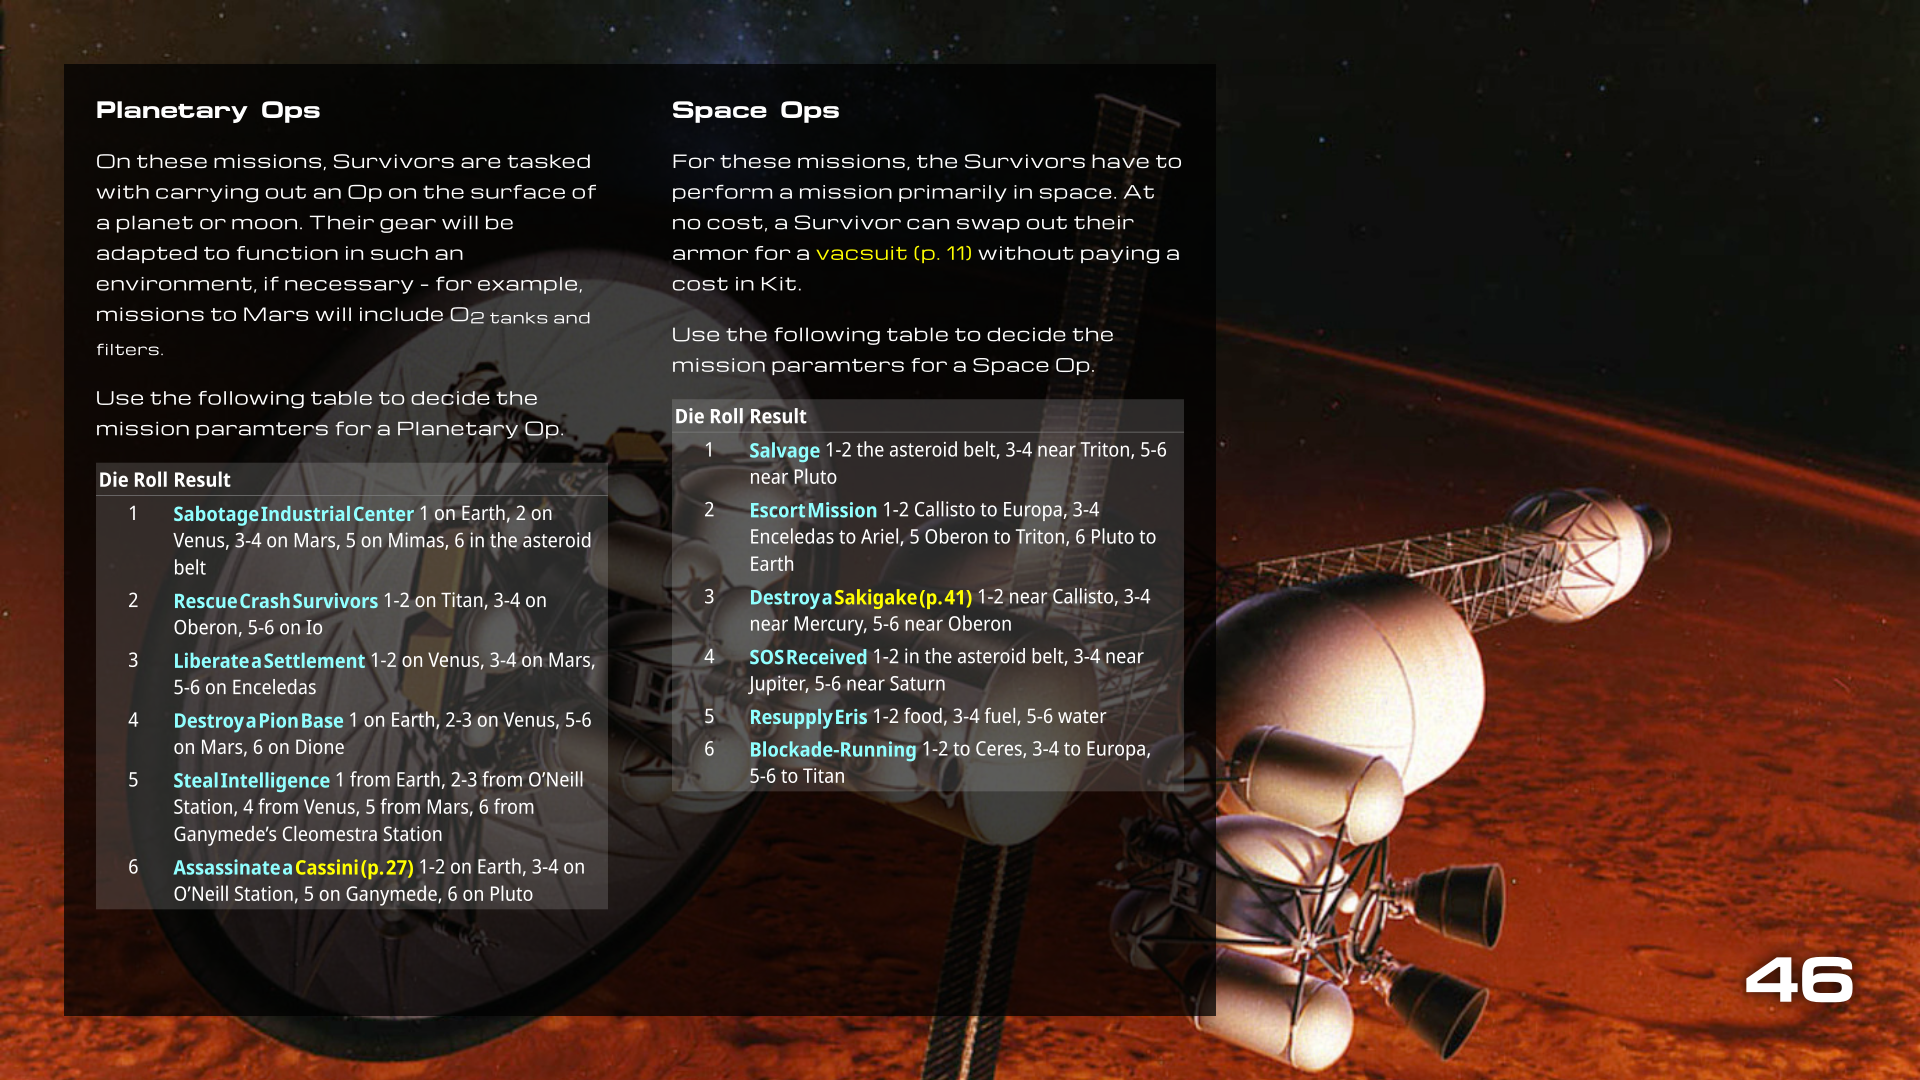 Planetary Ops
On these missions, Survivors are tasked
with carrying out an Op on the surface of
a planet or moon. Their gear will be
adapted to function in such an
environment, if necessary - for example,
missions to Mars will include O2 tanks and
filters.
Use the following table to decide the
mission paramters for a Planetary Op.
Die Roll Result
1 Sabotage Industrial Center 1 on Earth, 2 on
Venus, 3-4 on Mars, 5 on Mimas, 6 in the asteroid
belt
2 Rescue Crash Survivors 1-2 on Titan, 3-4 on
Oberon, 5-6 on Io
3 Liberate a Settlement 1-2 on Venus, 3-4 on Mars,
5-6 on Enceledas
4 Destroy a Pion Base 1 on Earth, 2-3 on Venus, 5-6
on Mars, 6 on Dione
5 Steal Intelligence 1 from Earth, 2-3 from O’Neill
Station, 4 from Venus, 5 from Mars, 6 from
Ganymede’s Cleomestra Station
6 Assassinate a Cassini (p. 27) 1-2 on Earth, 3-4 on
O’Neill Station, 5 on Ganymede, 6 on Pluto
Space Ops
For these missions, the Survivors have to
perform a mission primarily in space. At
no cost, a Survivor can swap out their
armor for a vacsuit (p. 11) without paying a
cost in Kit.
Use the following table to decide the
mission paramters for a Space Op.
Die Roll Result
1 Salvage 1-2 the asteroid belt, 3-4 near Triton, 5-6
near Pluto
2 Escort Mission 1-2 Callisto to Europa, 3-4
Enceledas to Ariel, 5 Oberon to Triton, 6 Pluto to
Earth
3 Destroy a Sakigake (p. 41) 1-2 near Callisto, 3-4
near Mercury, 5-6 near Oberon
4 SOS Received 1-2 in the asteroid belt, 3-4 near
Jupiter, 5-6 near Saturn
5 Resupply Eris 1-2 food, 3-4 fuel, 5-6 water
6 Blockade-Running 1-2 to Ceres, 3-4 to Europa,
5-6 to Titan
46